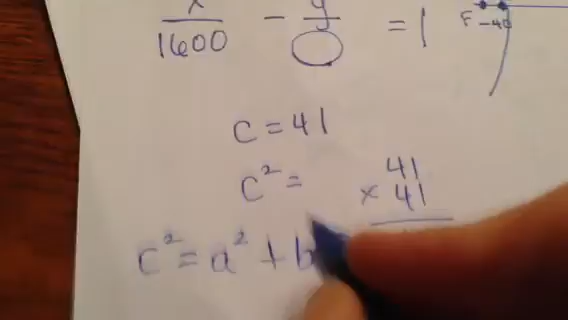 x y
1600 - = 1
F -40
c = 41
c² = 41
× 41
c² = a² + b